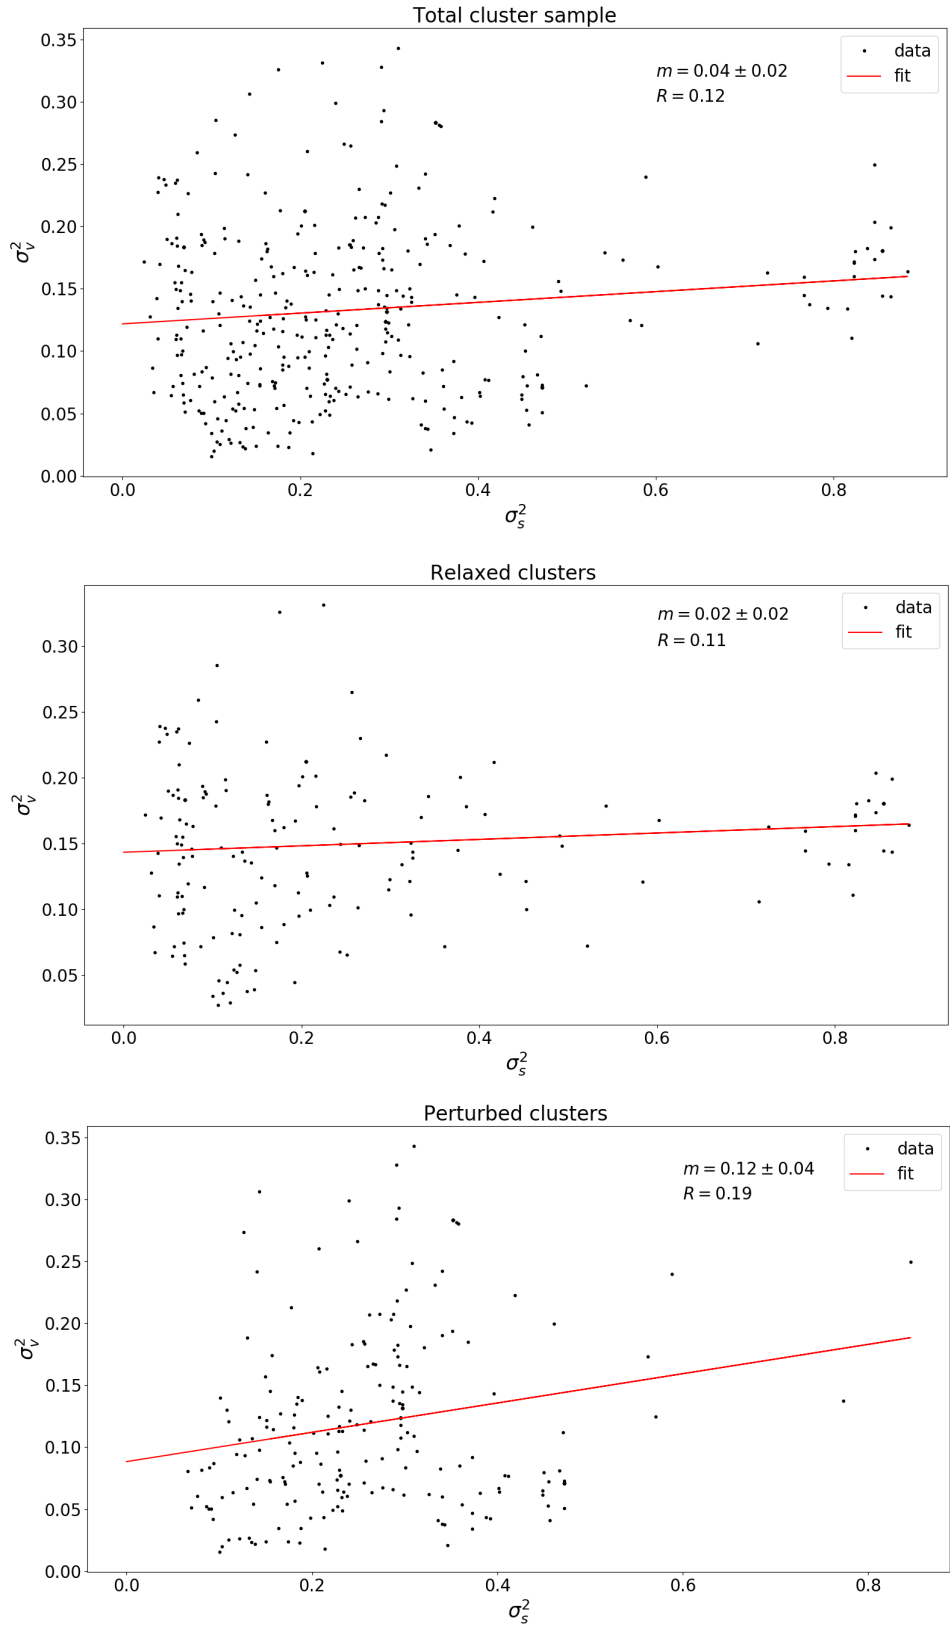 Total cluster sample
0.35
0.30
0.25
0.20
0.15
0.10
0.05
0.00
σ_v^2
m = 0.04 ± 0.02
R = 0.12
data
fit
0.0 0.2 0.4 0.6 0.8
σ_s^2
Relaxed clusters
0.30
0.25
0.20
0.15
0.10
0.05
σ_v^2
m = 0.02 ± 0.02
R = 0.11
data
fit
0.0 0.2 0.4 0.6 0.8
σ_s^2
Perturbed clusters
0.35
0.30
0.25
0.20
0.15
0.10
0.05
0.00
σ_v^2
m = 0.12 ± 0.04
R = 0.19
data
fit
0.0 0.2 0.4 0.6 0.8
σ_s^2